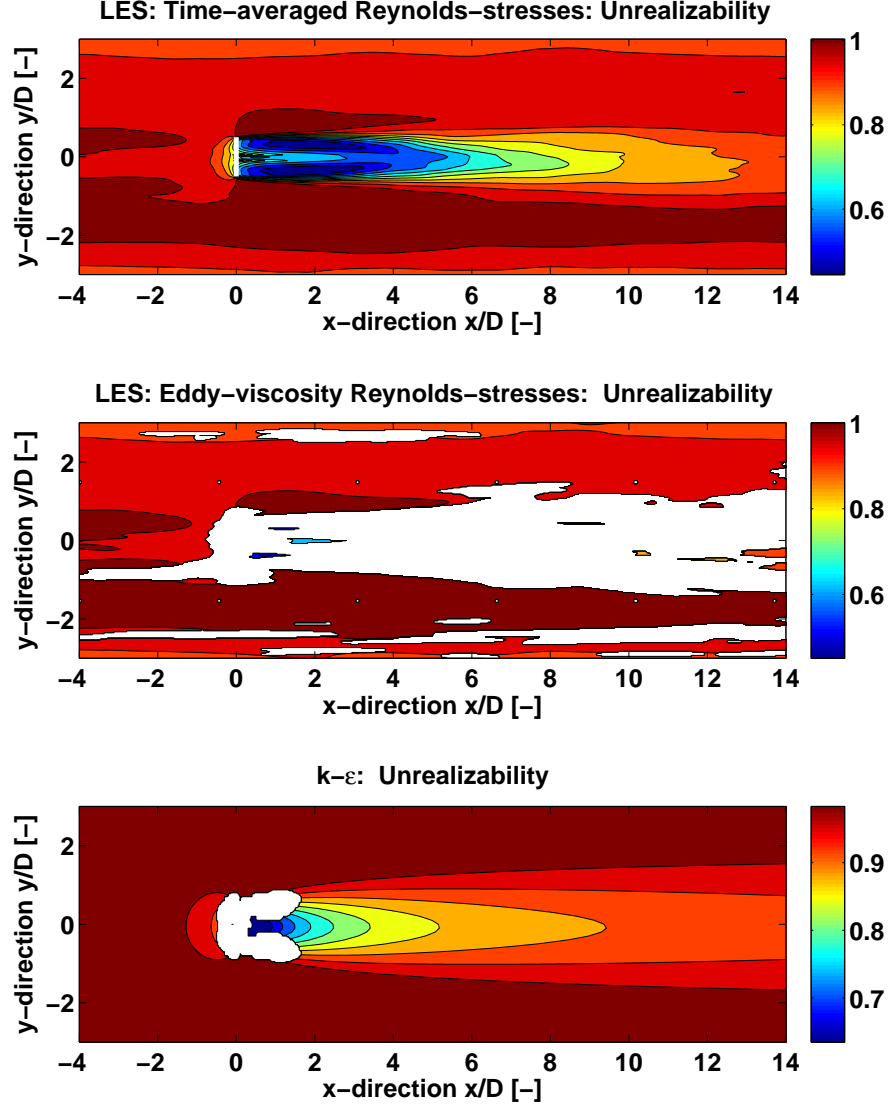 LES: Time−averaged Reynolds−stresses: Unrealizability
y−direction y/D [−]
2
0
−2
−4 −2 0 2 4 6 8 10 12 14
x−direction x/D [−]
1
0.8
0.6
LES: Eddy−viscosity Reynolds−stresses: Unrealizability
y−direction y/D [−]
2
0
−2
−4 −2 0 2 4 6 8 10 12 14
x−direction x/D [−]
1
0.8
0.6
k−ε: Unrealizability
y−direction y/D [−]
2
0
−2
−4 −2 0 2 4 6 8 10 12 14
x−direction x/D [−]
0.9
0.8
0.7